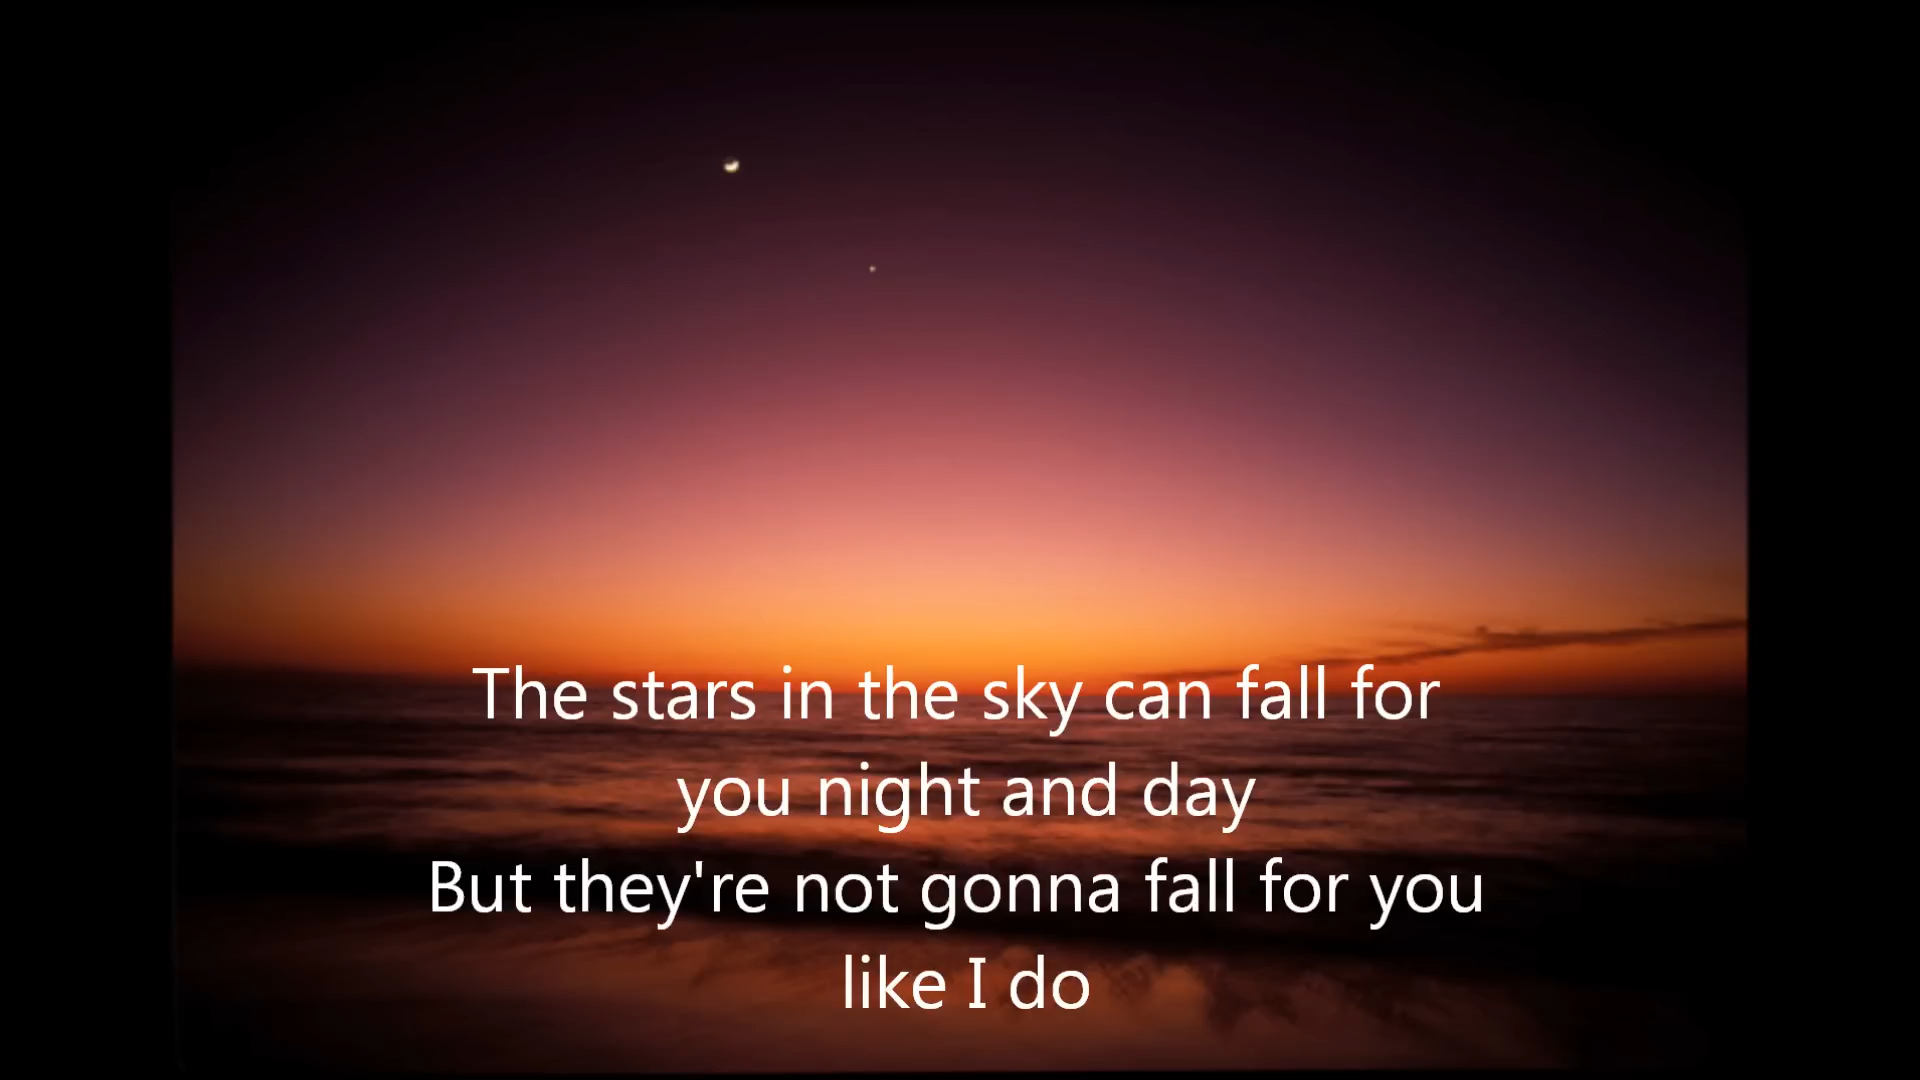 The stars in the sky can fall for
you night and day
But they're not gonna fall for you
like I do